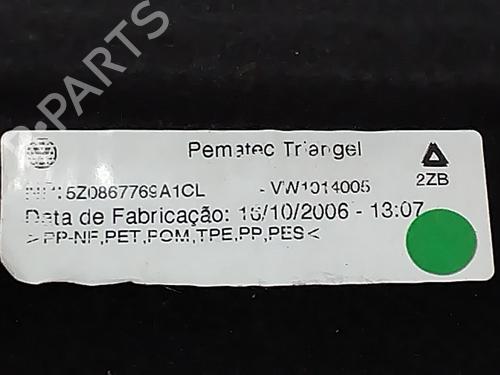 B-PARTS
Pematec Triangel
5Z0867769A1CL - VW1014005 2ZB
Data de Fabricação: 16/10/2006 - 13:07
>PP-NF,PET,POM,TPE,PP,PES<